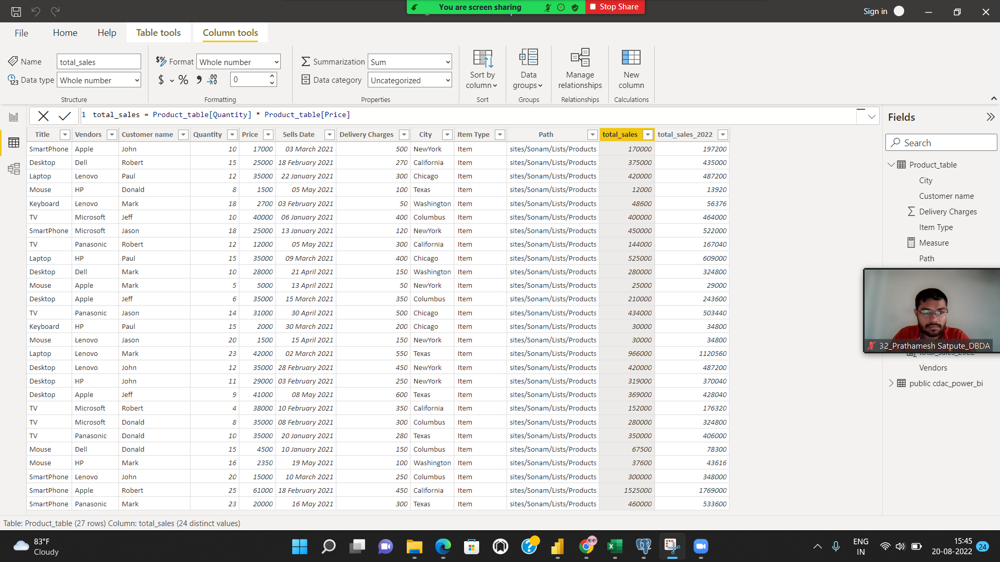 You are screen sharing
Stop Share
Sign in
File Home Help Table tools Column tools
Name total_sales
Data type Whole number
Structure
Format Whole number
$ % 0
Formatting
Summarization Sum
Data category Uncategorized
Properties
Sort by column
Sort
Data groups
Groups
Manage relationships
Relationships
New column
Calculations
1 total_sales = Product_table[Quantity] * Product_table[Price]
Title Vendors Customer name Quantity Price Sells Date Delivery Charges City Item Type Path total_sales total_sales_2022
SmartPhone Apple John 10 17000 03 March 2021 500 NewYork Item sites/Sonam/Lists/Products 170000 197200
Desktop Dell Robert 15 25000 18 February 2021 270 California Item sites/Sonam/Lists/Products 375000 435000
Laptop Lenovo Paul 12 35000 22 January 2021 300 Chicago Item sites/Sonam/Lists/Products 420000 487200
Mouse HP Donald 8 1500 05 May 2021 100 Texas Item sites/Sonam/Lists/Products 12000 13920
Keyboard Lenovo Mark 18 2700 03 February 2021 50 Washington Item sites/Sonam/Lists/Products 48600 56376
TV Microsoft Jeff 10 40000 06 January 2021 400 Columbus Item sites/Sonam/Lists/Products 400000 464000
SmartPhone Microsoft Jason 18 25000 13 January 2021 120 NewYork Item sites/Sonam/Lists/Products 450000 522000
TV Panasonic Robert 12 12000 05 May 2021 300 California Item sites/Sonam/Lists/Products 144000 167040
Laptop HP Paul 15 35000 09 March 2021 400 Chicago Item sites/Sonam/Lists/Products 525000 609000
Desktop Dell Mark 10 28000 21 April 2021 150 Washington Item sites/Sonam/Lists/Products 280000 324800
Mouse Apple Mark 5 5000 13 April 2021 50 NewYork Item sites/Sonam/Lists/Products 25000 29000
Desktop Apple Jeff 6 35000 15 March 2021 350 Columbus Item sites/Sonam/Lists/Products 210000 243600
TV Panasonic Jason 14 31000 30 April 2021 500 Chicago Item sites/Sonam/Lists/Products 434000 503440
Keyboard HP Paul 15 2000 30 March 2021 200 Chicago Item sites/Sonam/Lists/Products 30000 34800
Mouse Lenovo Jason 20 1500 15 April 2021 150 NewYork Item sites/Sonam/Lists/Products 30000 34800
Laptop Lenovo Mark 23 42000 02 March 2021 550 Texas Item sites/Sonam/Lists/Products 966000 1120560
Desktop Lenovo John 12 35000 28 February 2021 450 NewYork Item sites/Sonam/Lists/Products 420000 487200
Desktop HP John 11 29000 03 February 2021 250 NewYork Item sites/Sonam/Lists/Products 319000 370040
Desktop Apple Jeff 9 41000 08 May 2021 600 Texas Item sites/Sonam/Lists/Products 369000 428040
TV Microsoft Robert 4 38000 10 February 2021 350 California Item sites/Sonam/Lists/Products 152000 176320
TV Microsoft Donald 8 35000 08 February 2021 300 Columbus Item sites/Sonam/Lists/Products 280000 324800
TV Panasonic Donald 10 35000 20 January 2021 280 Texas Item sites/Sonam/Lists/Products 350000 406000
Mouse Dell Donald 15 4500 10 January 2021 150 Columbus Item sites/Sonam/Lists/Products 67500 78300
Mouse HP Mark 16 2350 19 May 2021 100 Washington Item sites/Sonam/Lists/Products 37600 43616
SmartPhone Lenovo John 20 15000 10 March 2021 250 Columbus Item sites/Sonam/Lists/Products 300000 348000
SmartPhone Apple Robert 25 61000 18 February 2021 450 California Item sites/Sonam/Lists/Products 1525000 1769000
SmartPhone Panasonic Mark 23 20000 16 May 2021 300 Texas Item sites/Sonam/Lists/Products 460000 533600
Fields
Search
Product_table
City
Customer name
Delivery Charges
Item Type
Measure
Path
32_Prathamesh Satpute_DBDA
total_sales_2022
Vendors
public cdac_power_bi
Table: Product_table (27 rows) Column: total_sales (24 distinct values)
83°F
Cloudy
ENG
IN
15:45
20-08-2022
24